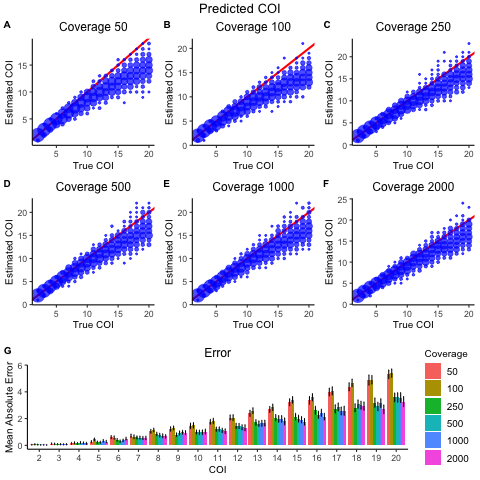 Predicted COI
A Coverage 50
B Coverage 100
C Coverage 250
Estimated COI
5 10 15
5 10 15 20
True COI
Estimated COI
0 5 10 15 20
5 10 15 20
True COI
Estimated COI
0 5 10 15 20
5 10 15 20
True COI
D Coverage 500
E Coverage 1000
F Coverage 2000
Estimated COI
0 5 10 15 20
5 10 15 20
True COI
Estimated COI
0 5 10 15 20
5 10 15 20
True COI
Estimated COI
0 5 10 15 20 25
5 10 15 20
True COI
G Error
Mean Absolute Error
0 2 4 6
2 3 4 5 6 7 8 9 10 11 12 13 14 15 16 17 18 19 20
COI
Coverage
50
100
250
500
1000
2000